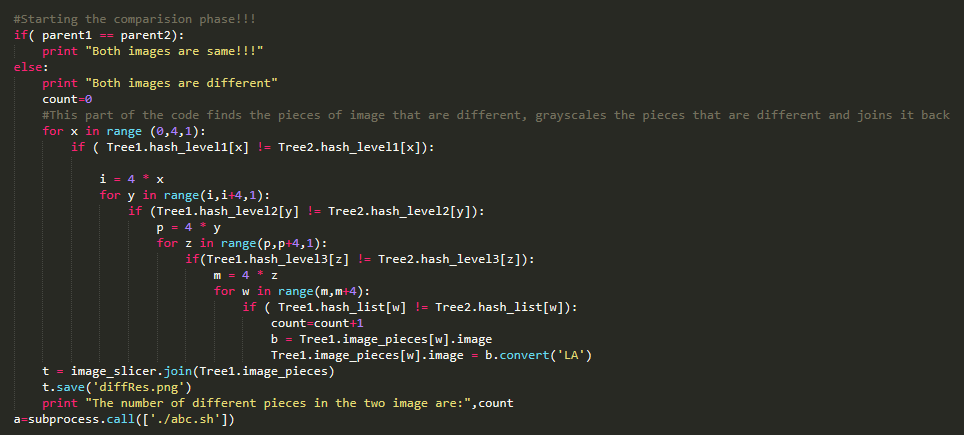 #Starting the comparision phase!!!
if( parent1 == parent2):
    print "Both images are same!!!"
else:
    print "Both images are different"
    count=0
    #This part of the code finds the pieces of image that are different, grayscales the pieces that are different and joins it back
    for x in range (0,4,1):
        if ( Tree1.hash_level1[x] != Tree2.hash_level1[x]):

            i = 4 * x
            for y in range(i,i+4,1):
                if (Tree1.hash_level2[y] != Tree2.hash_level2[y]):
                    p = 4 * y
                    for z in range(p,p+4,1):
                        if(Tree1.hash_level3[z] != Tree2.hash_level3[z]):
                            m = 4 * z
                            for w in range(m,m+4):
                                if ( Tree1.hash_list[w] != Tree2.hash_list[w]):
                                    count=count+1
                                    b = Tree1.image_pieces[w].image
                                    Tree1.image_pieces[w].image = b.convert('LA')
    t = image_slicer.join(Tree1.image_pieces)
    t.save('diffRes.png')
    print "The number of different pieces in the two image are:",count
a=subprocess.call(['./abc.sh'])